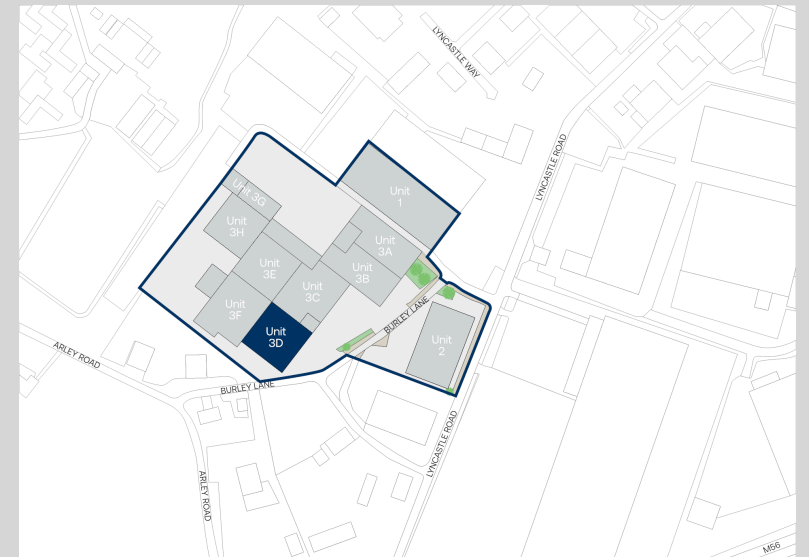 LYNCASTLE WAY
LYNCASTLE ROAD
Unit 3G
Unit
1
Unit
3H
Unit
3A
Unit
3E
Unit
3B
Unit
3C
Unit
3F
Unit
3D
BURLEY LANE
Unit
2
ARLEY ROAD
BURLEY LANE
LYNCASTLE ROAD
ARLEY ROAD
M56